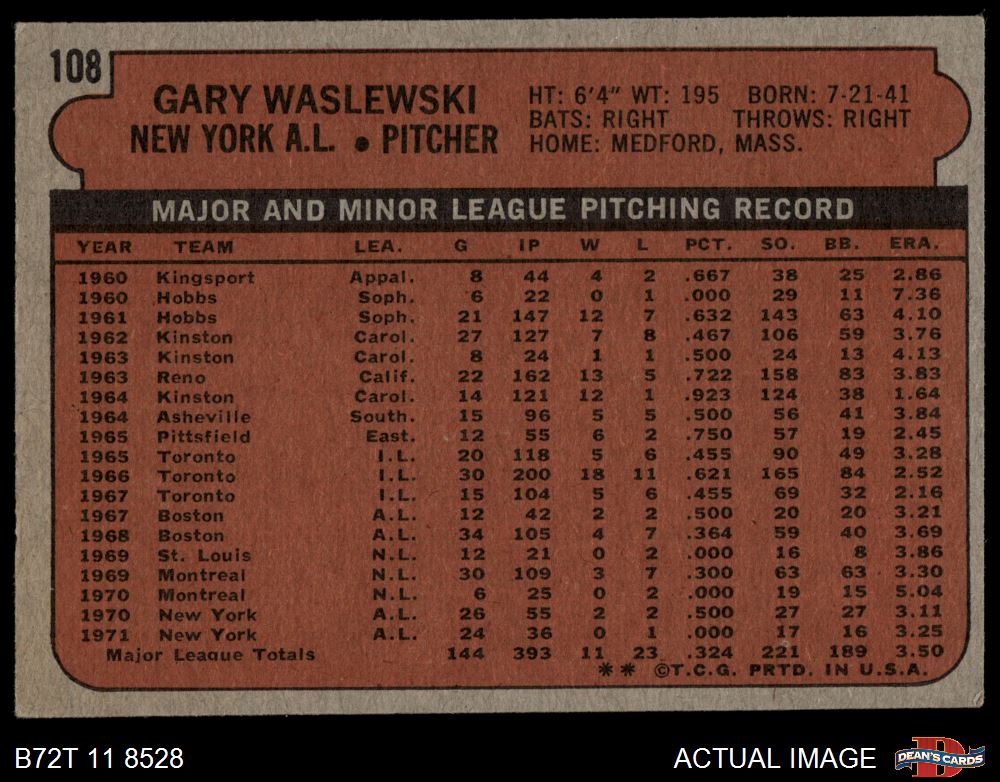 108
GARY WASLEWSKI
NEW YORK A.L. • PITCHER
HT: 6'4" WT: 195 BORN: 7-21-41
BATS: RIGHT THROWS: RIGHT
HOME: MEDFORD, MASS.
MAJOR AND MINOR LEAGUE PITCHING RECORD
YEAR TEAM LEA. G IP W L PCT. SO. BB. ERA.
1960 Kingsport Appal. 8 44 4 2 .667 38 25 2.86
1960 Hobbs Soph. 6 22 0 1 .000 29 11 7.36
1961 Hobbs Soph. 21 147 12 7 .632 143 63 4.10
1962 Kinston Carol. 27 127 7 8 .467 106 59 3.76
1963 Kinston Carol. 8 24 1 1 .500 24 13 4.13
1963 Reno Calif. 22 162 13 5 .722 158 83 3.83
1964 Kinston Carol. 14 121 12 1 .923 124 38 1.64
1964 Asheville South. 15 96 5 5 .500 56 41 3.84
1965 Pittsfield East. 12 55 6 2 .750 57 19 2.45
1965 Toronto I.L. 20 118 5 6 .455 90 49 3.28
1966 Toronto I.L. 30 200 18 11 .621 165 84 2.52
1967 Toronto I.L. 15 104 5 6 .455 69 32 2.16
1967 Boston A.L. 12 42 2 2 .500 20 20 3.21
1968 Boston A.L. 34 105 4 7 .364 59 40 3.69
1969 St. Louis N.L. 12 21 0 2 .000 16 8 3.86
1969 Montreal N.L. 30 109 3 7 .300 63 63 3.30
1970 Montreal N.L. 6 25 0 2 .000 19 15 5.04
1970 New York A.L. 26 55 2 2 .500 27 27 3.11
1971 New York A.L. 24 36 0 1 .000 17 16 3.25
Major League Totals 144 393 11 23 .324 221 189 3.50
** ©T.C.G. PRTD. IN U.S.A.
B72T 11 8528
ACTUAL IMAGE
D
DEAN'S CARDS